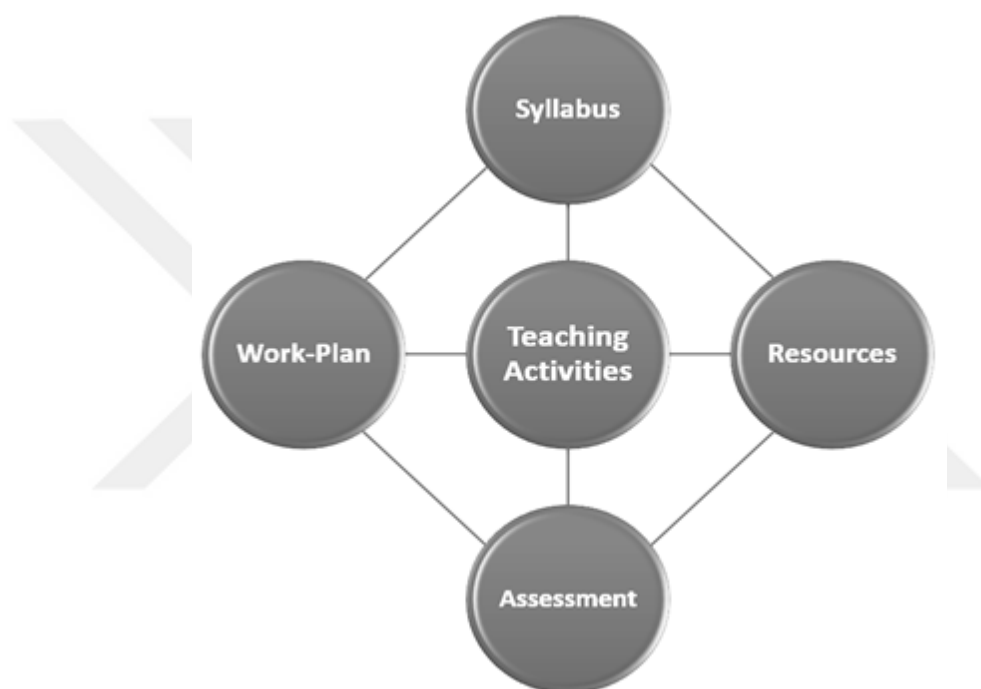 Syllabus
Work-Plan
Teaching
Activities
Resources
Assessment